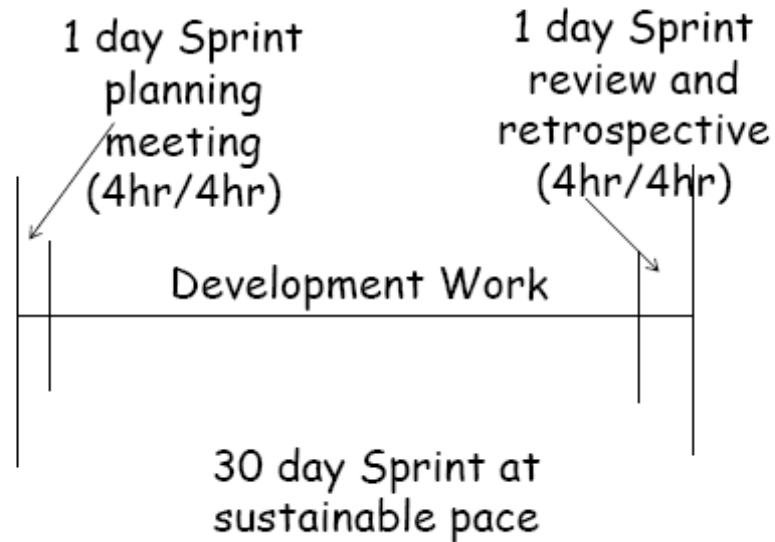 1 day Sprint
planning
meeting
(4hr/4hr)
1 day Sprint
review and
retrospective
(4hr/4hr)
Development Work
30 day Sprint at
sustainable pace